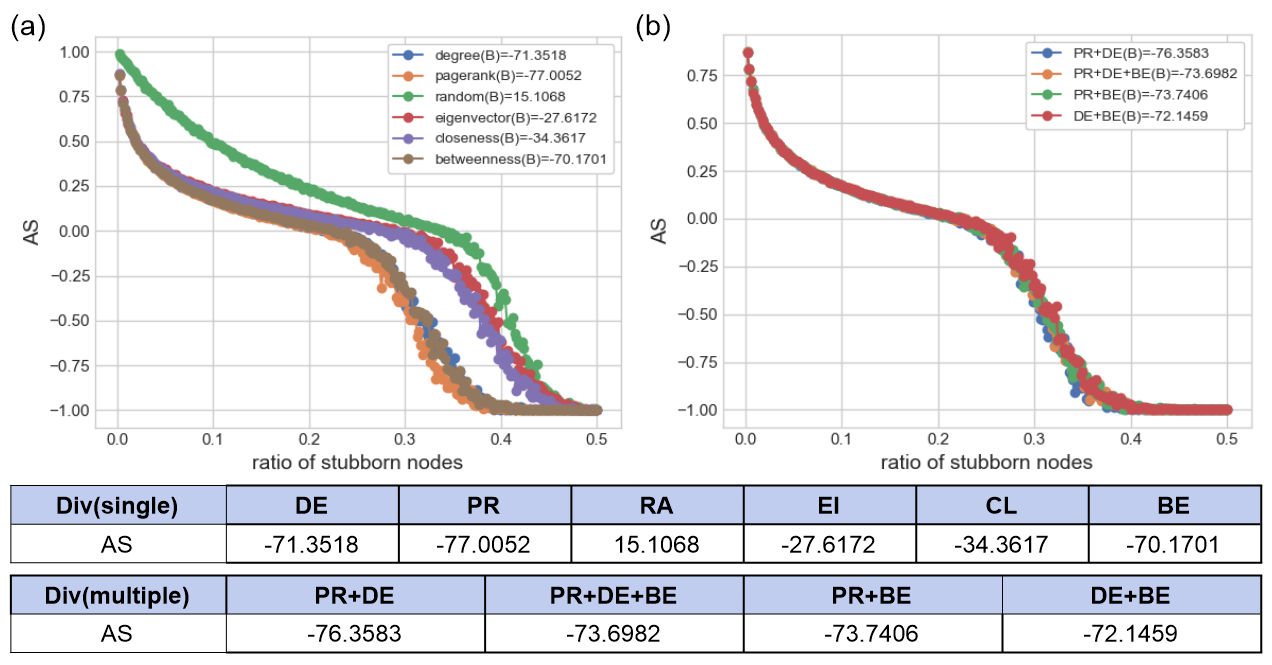 (a)
1.00
0.75
0.50
0.25
0.00
−0.25
−0.50
−0.75
−1.00
AS
degree(B)=-71.3518
pagerank(B)=-77.0052
random(B)=15.1068
eigenvector(B)=-27.6172
closeness(B)=-34.3617
betweenness(B)=-70.1701
0.0 0.1 0.2 0.3 0.4 0.5
ratio of stubborn nodes
(b)
0.75
0.50
0.25
0.00
−0.25
−0.50
−0.75
−1.00
AS
PR+DE(B)=-76.3583
PR+DE+BE(B)=-73.6982
PR+BE(B)=-73.7406
DE+BE(B)=-72.1459
0.0 0.1 0.2 0.3 0.4 0.5
ratio of stubborn nodes
Div(single) DE PR RA EI CL BE
AS -71.3518 -77.0052 15.1068 -27.6172 -34.3617 -70.1701
Div(multiple) PR+DE PR+DE+BE PR+BE DE+BE
AS -76.3583 -73.6982 -73.7406 -72.1459